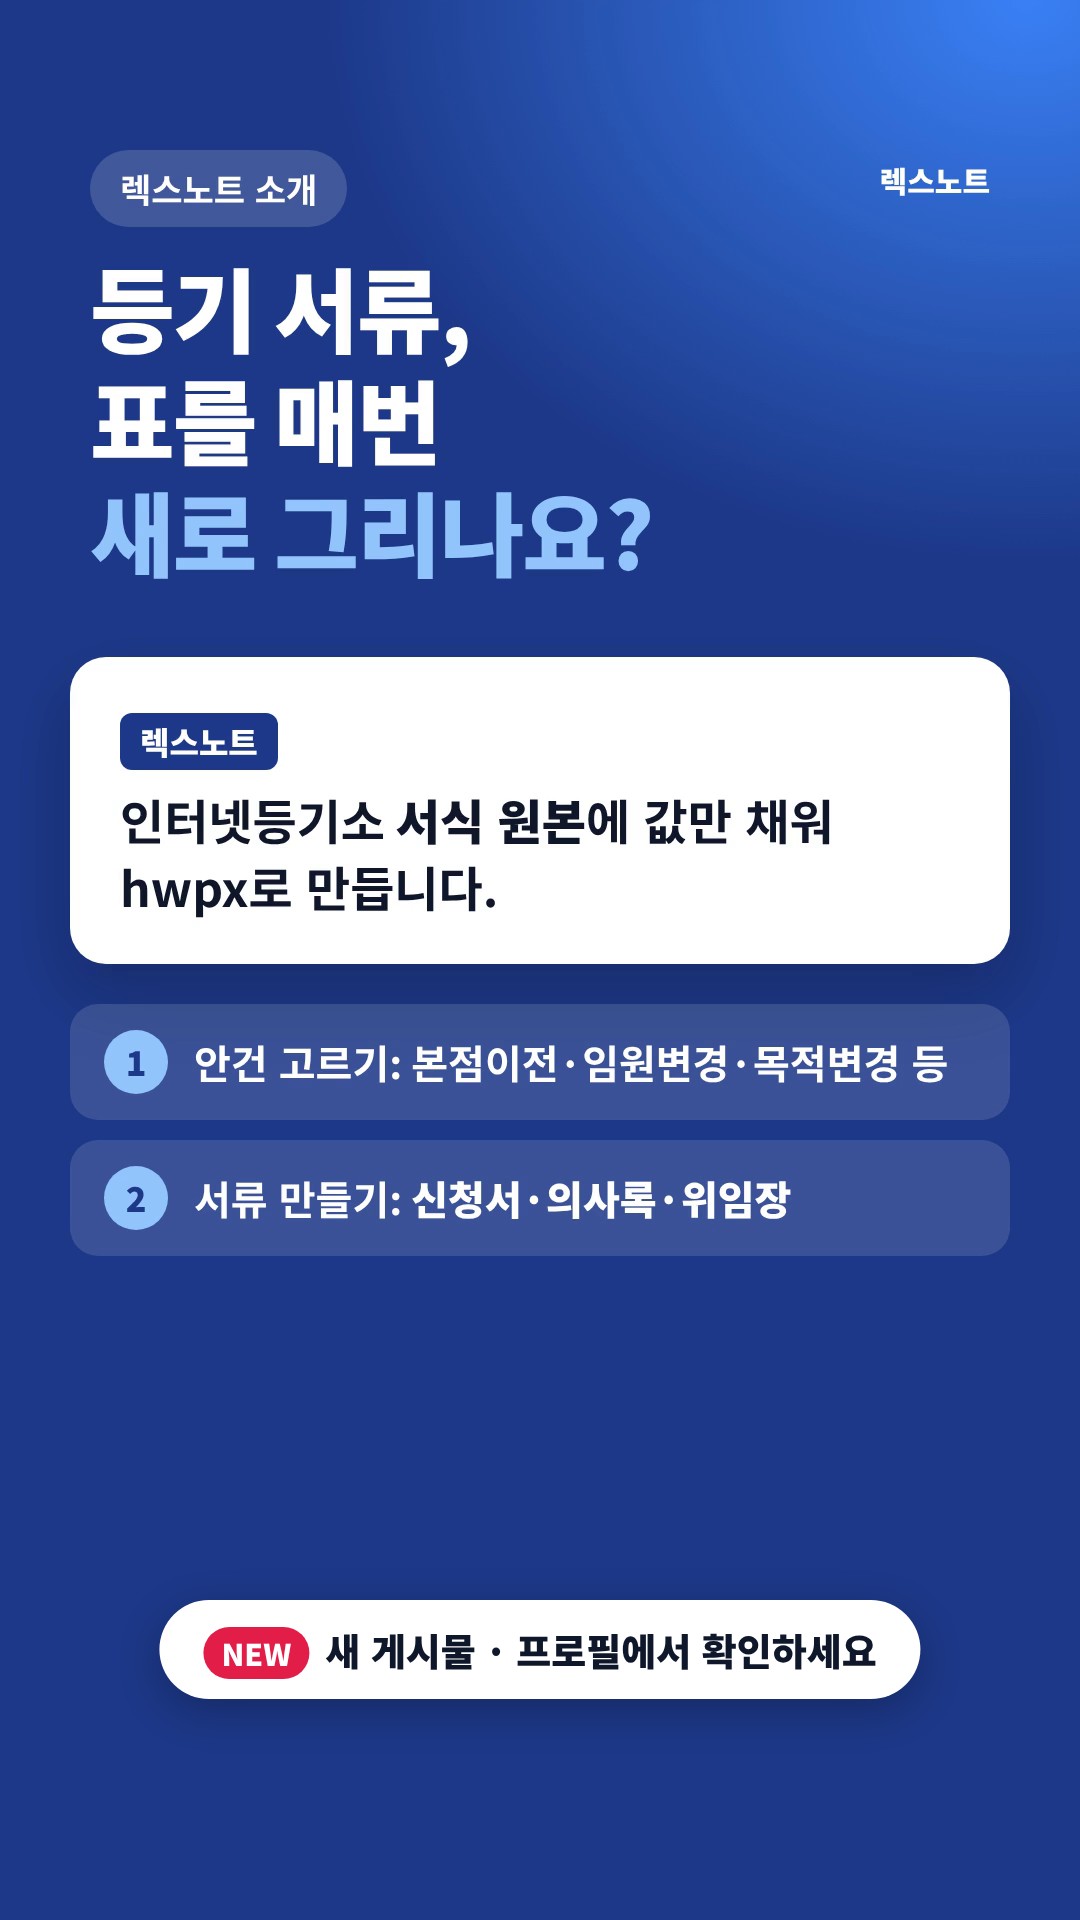 렉스노트 소개
렉스노트
등기 서류,
표를 매번
새로 그리나요?
렉스노트
인터넷등기소 서식 원본에 값만 채워
hwpx로 만듭니다.
1 안건 고르기: 본점이전·임원변경·목적변경 등
2 서류 만들기: 신청서·의사록·위임장
NEW 새 게시물 · 프로필에서 확인하세요